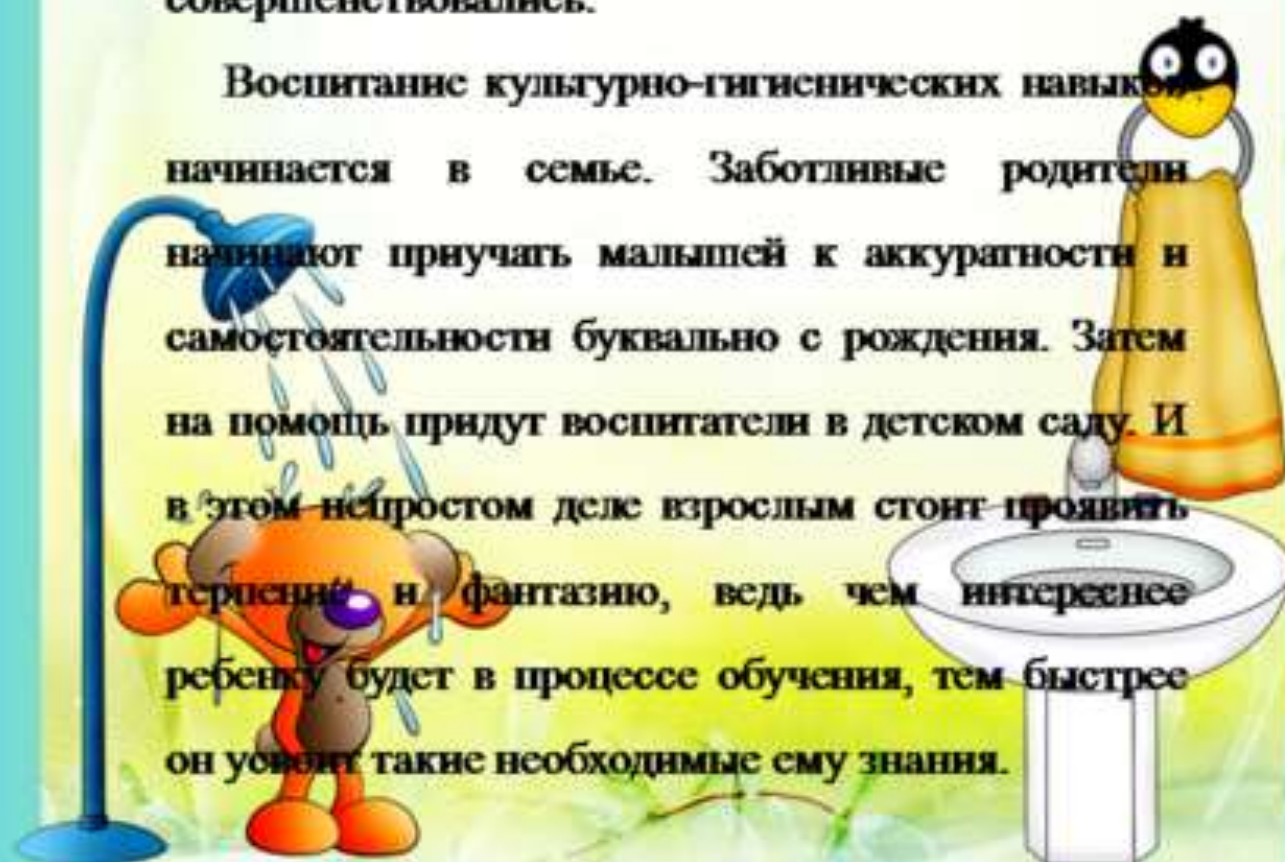 совершенствовались.
Воспитание культурно-гигиенических навыков
начинается в семье. Заботливые родители
начинают приучать малышей к аккуратности и
самостоятельности буквально с рождения. Затем
на помощь придут воспитатели в детском саду. И
в этом непростом деле взрослым стоит проявить
терпение и фантазию, ведь чем интереснее
ребенку будет в процессе обучения, тем быстрее
он усвоит такие необходимые ему знания.